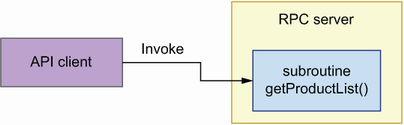 RPC server
Invoke
API client
subroutine
getProductList()